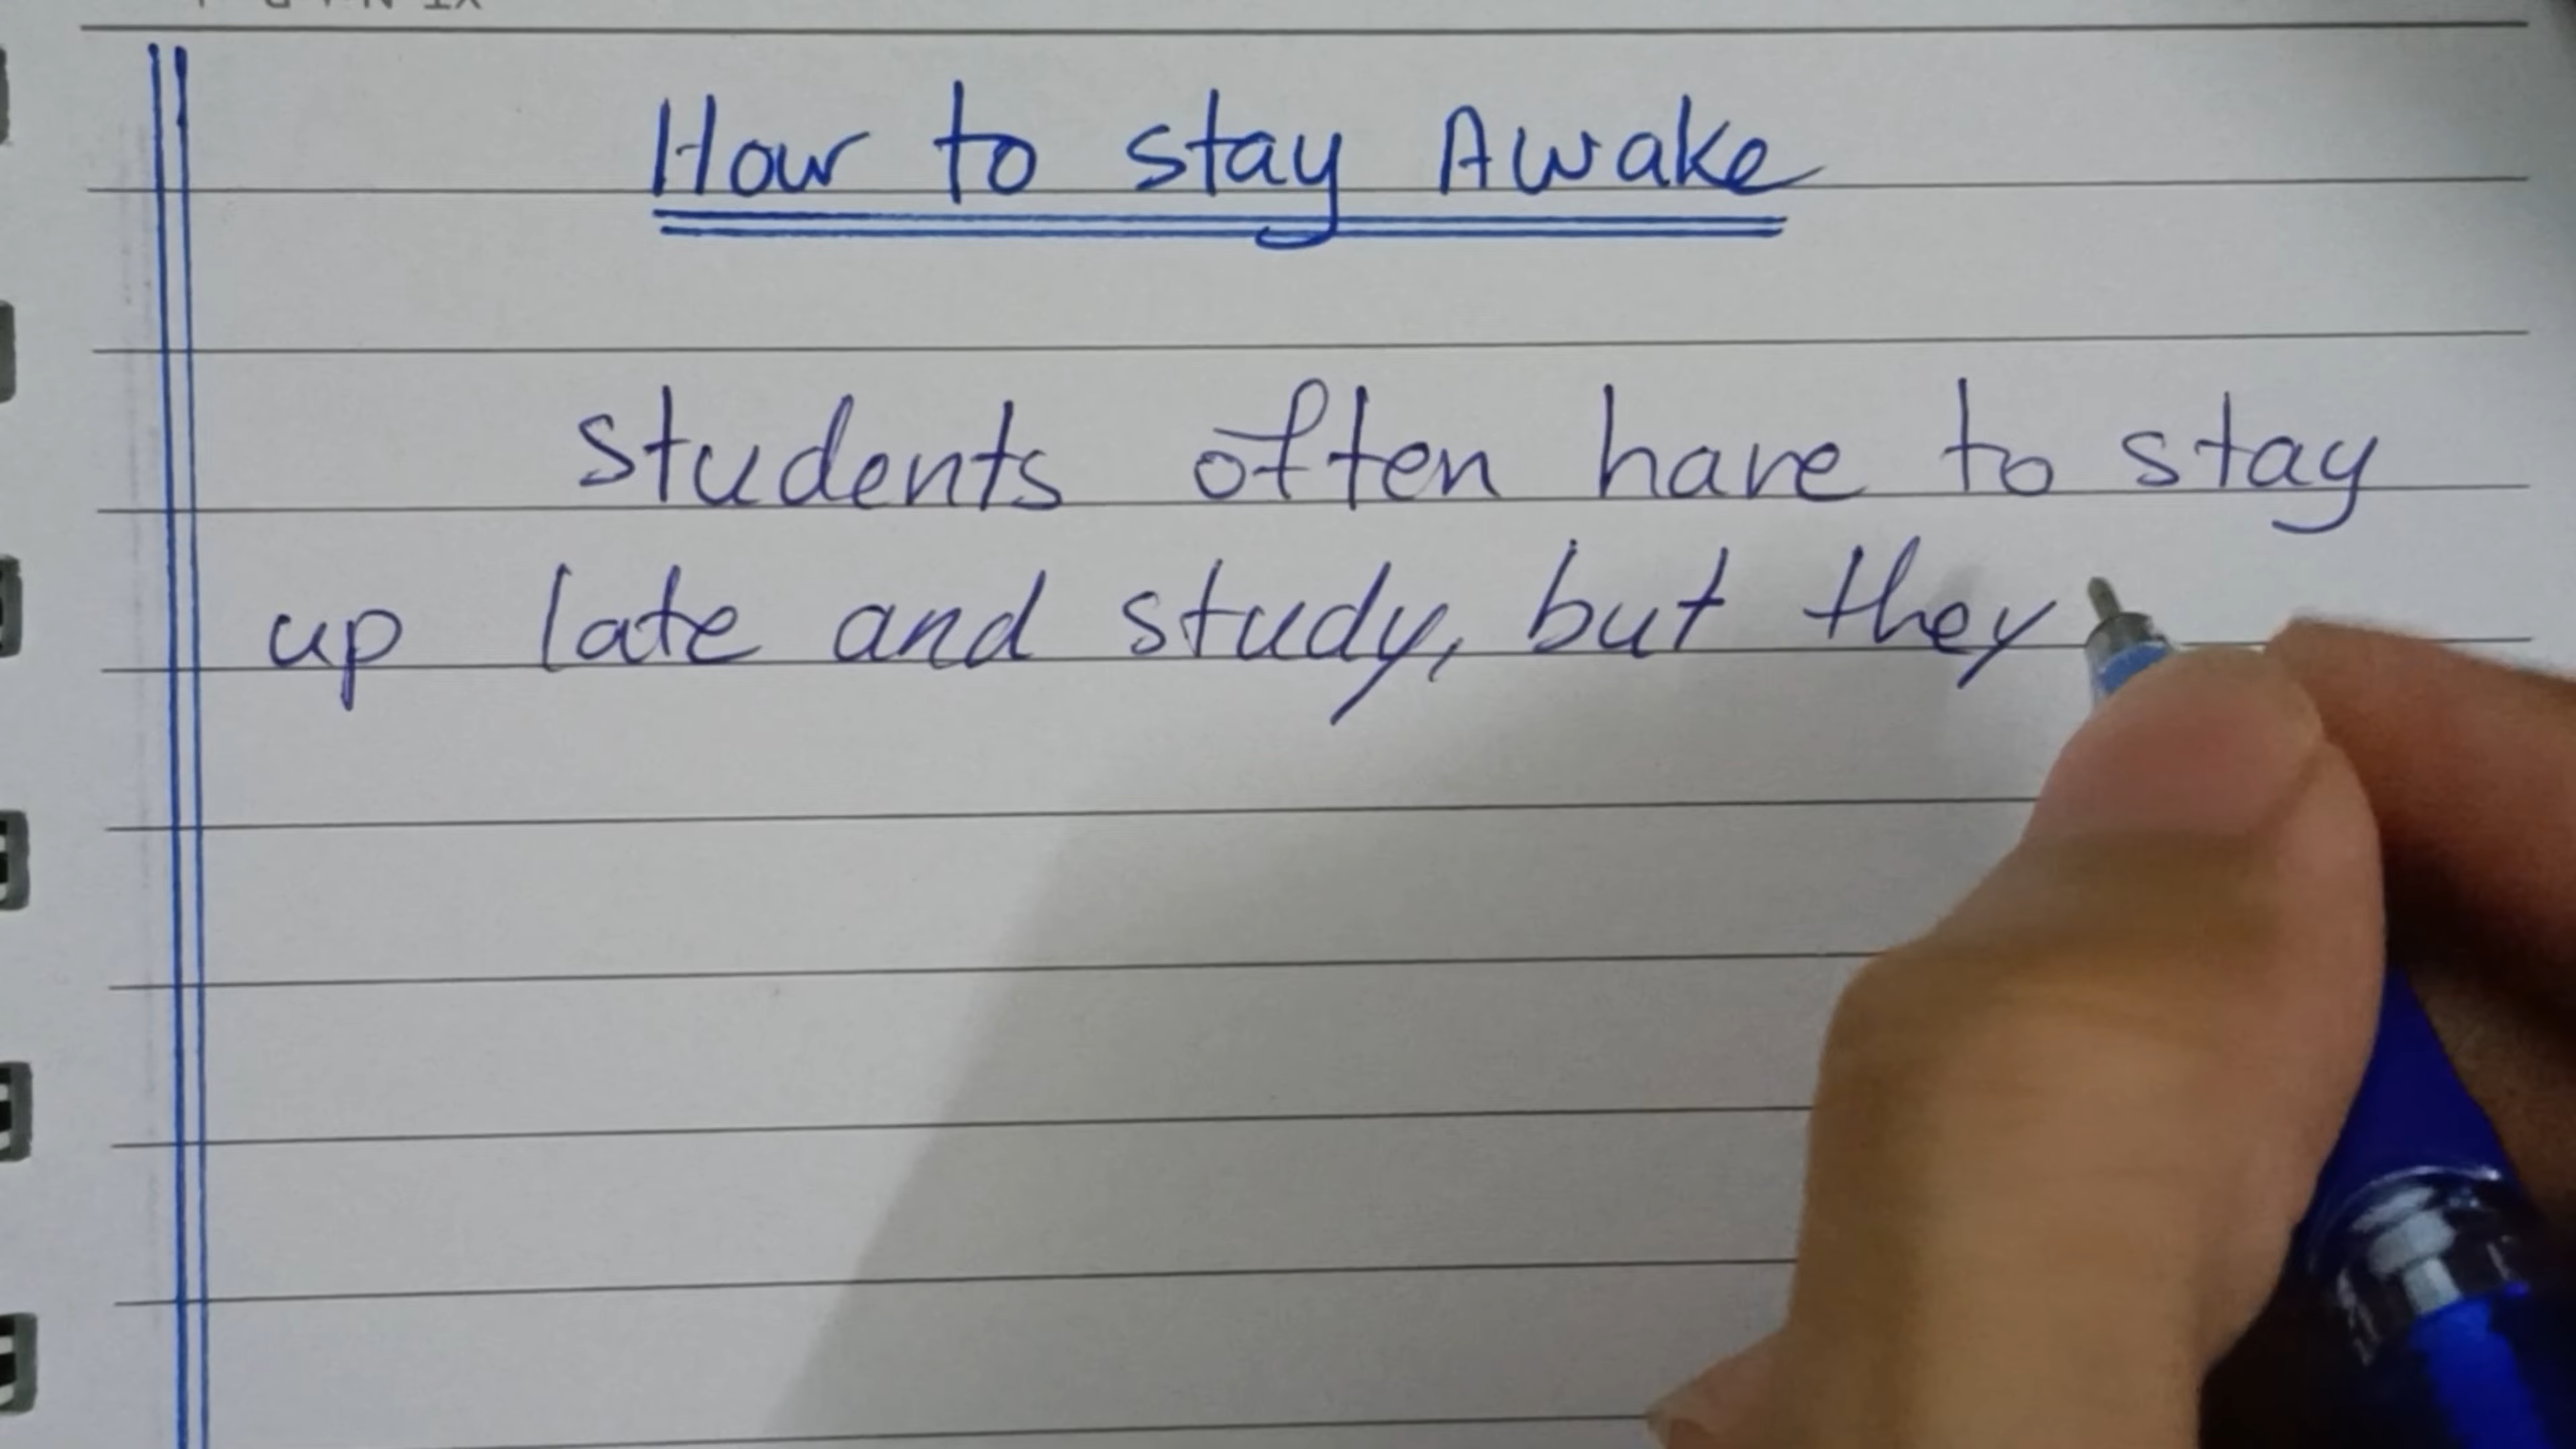 How to stay Awake
Students often have to stay
up late and study, but they